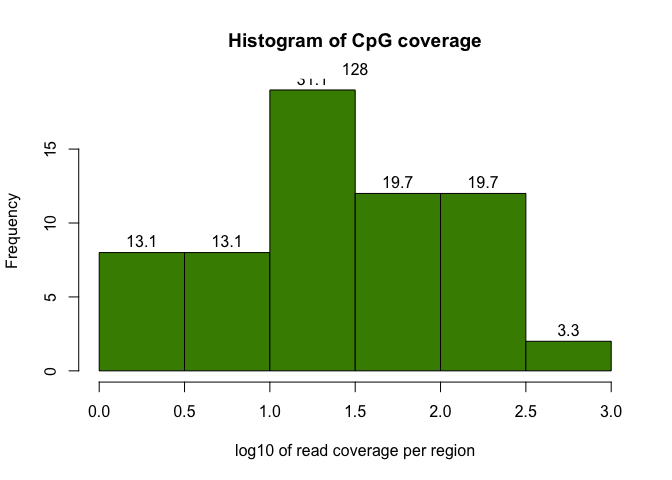 Histogram of CpG coverage
128
31.1
19.7 19.7
13.1 13.1
3.3
Frequency
15
10
5
0
0.0 0.5 1.0 1.5 2.0 2.5 3.0
log10 of read coverage per region